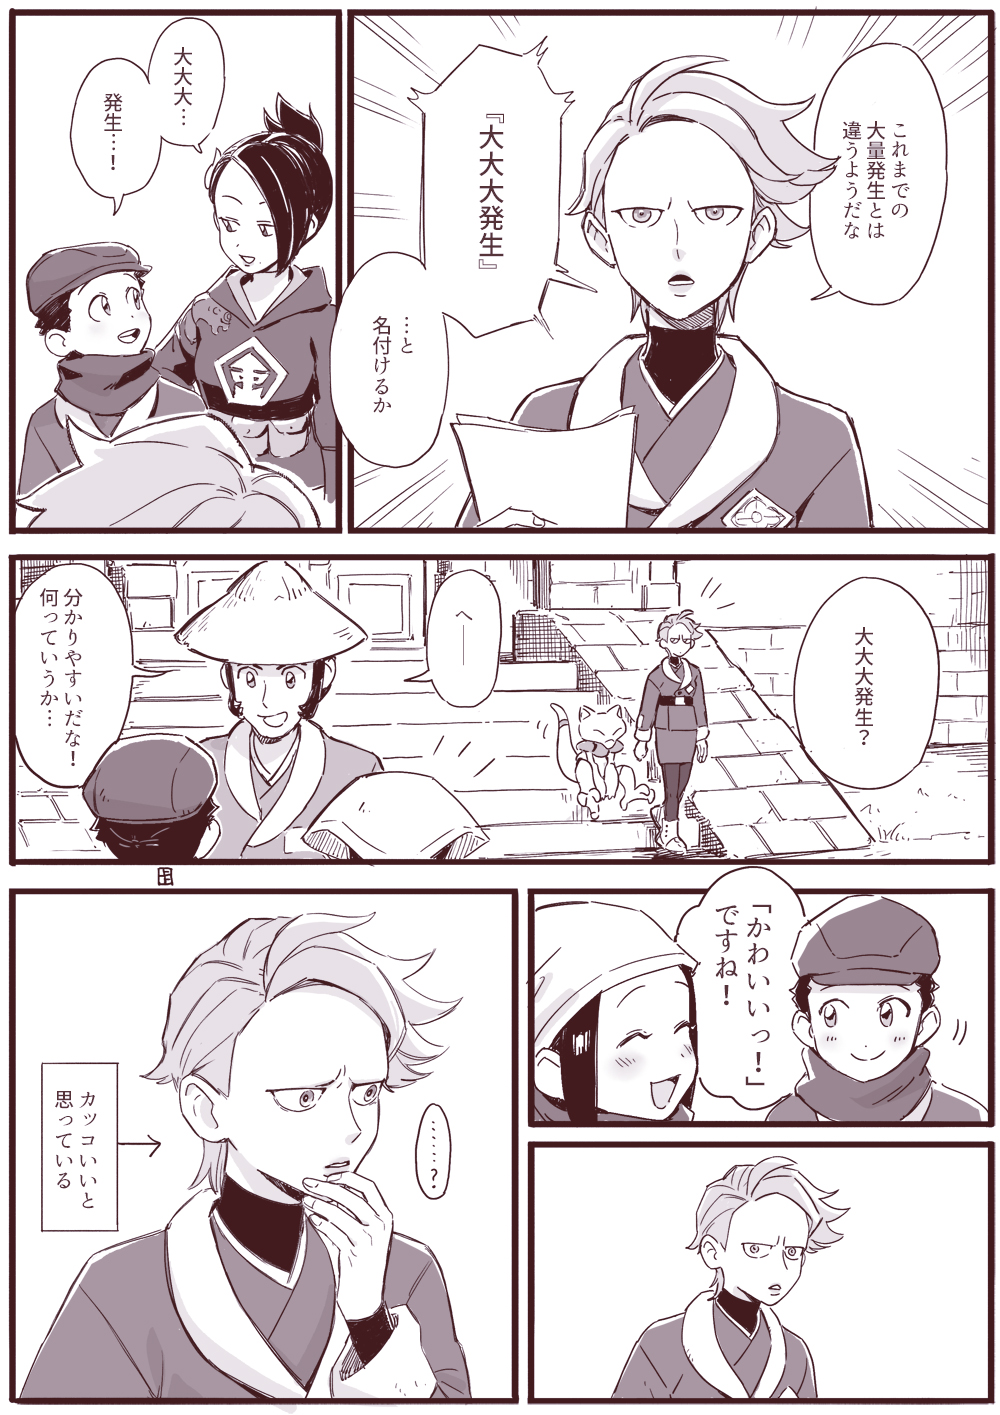 これまでの
大量発生とは
違うようだな
『大大大発生』
…と
名付けるか
大大大…
発生…！
大大大発生？
へ──
分かりやすいだな！
何っていうか…
「かわいいっ！」
ですね！
………？
カッコいいと
思っている